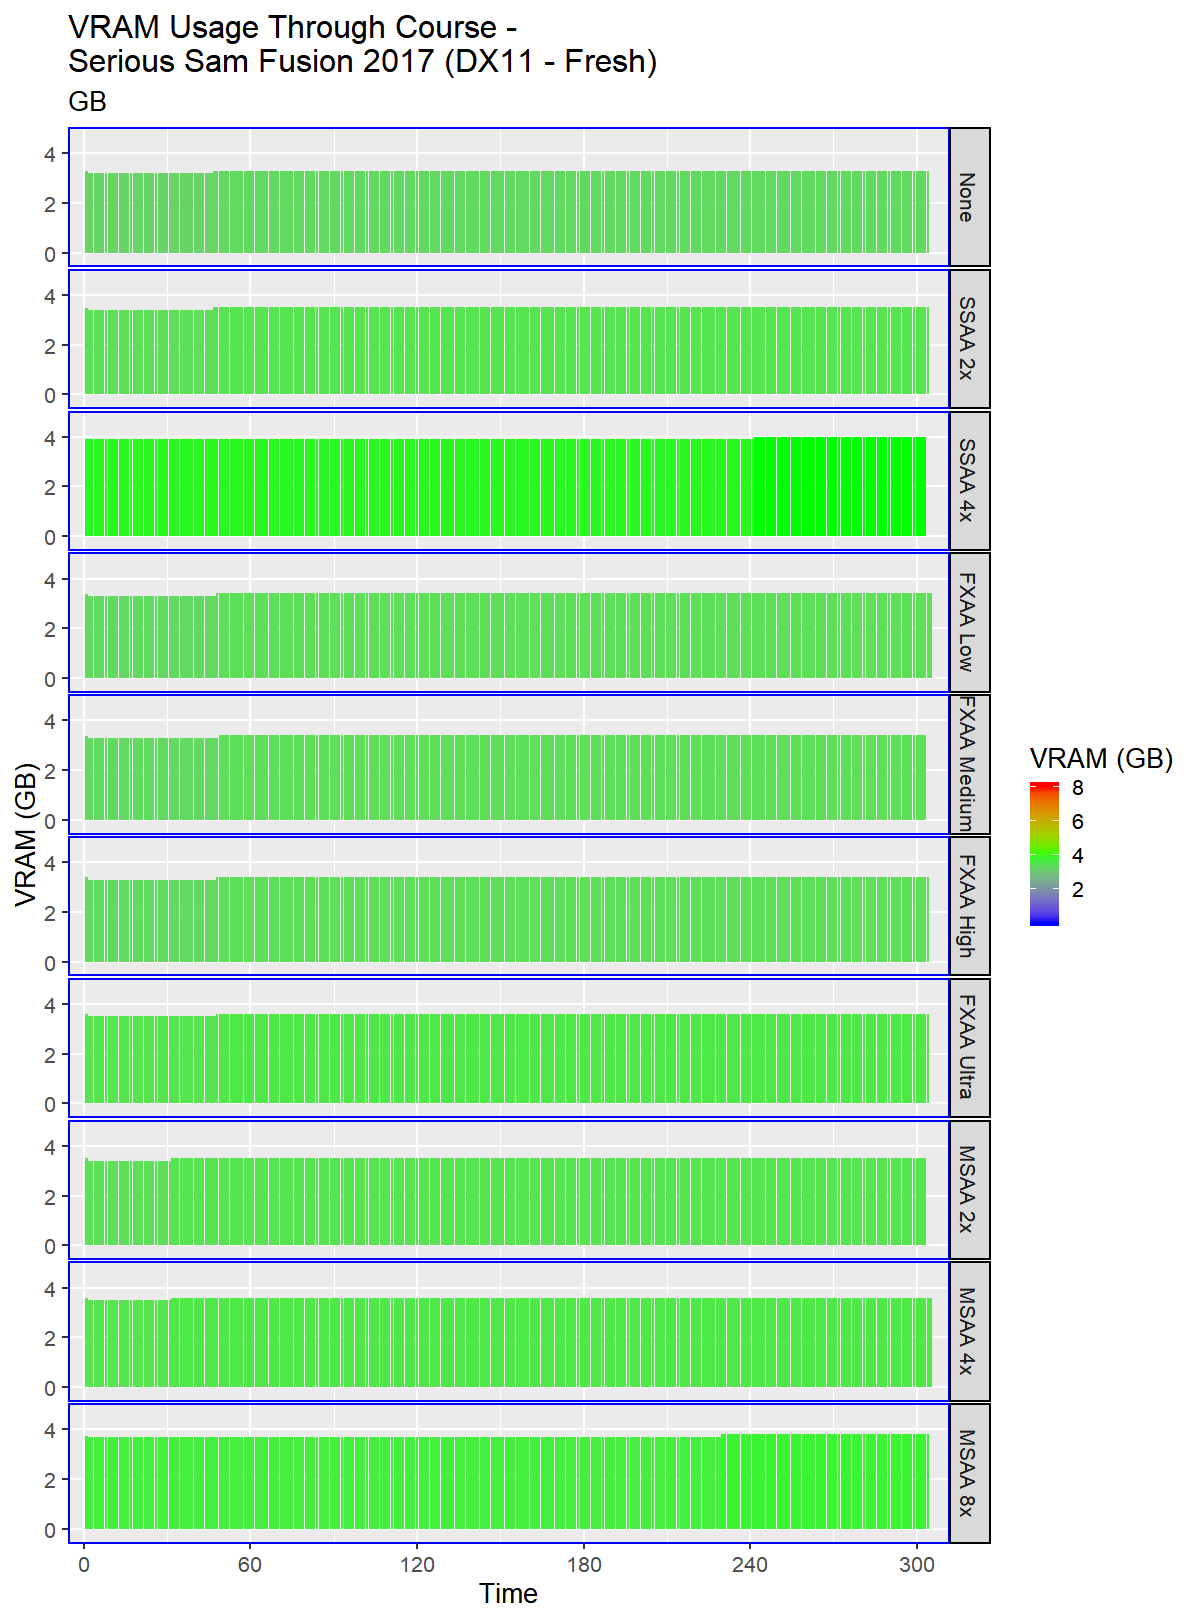 VRAM Usage Through Course -
Serious Sam Fusion 2017 (DX11 - Fresh)
GB
4
2
0
None
4
2
0
SSAA 2x
4
2
0
SSAA 4x
4
2
0
FXAA Low
4
2
0
FXAA Medium
4
2
0
FXAA High
4
2
0
FXAA Ultra
4
2
0
MSAA 2x
4
2
0
MSAA 4x
4
2
0
MSAA 8x
VRAM (GB)
0 60 120 180 240 300
Time
VRAM (GB)
8
6
4
2